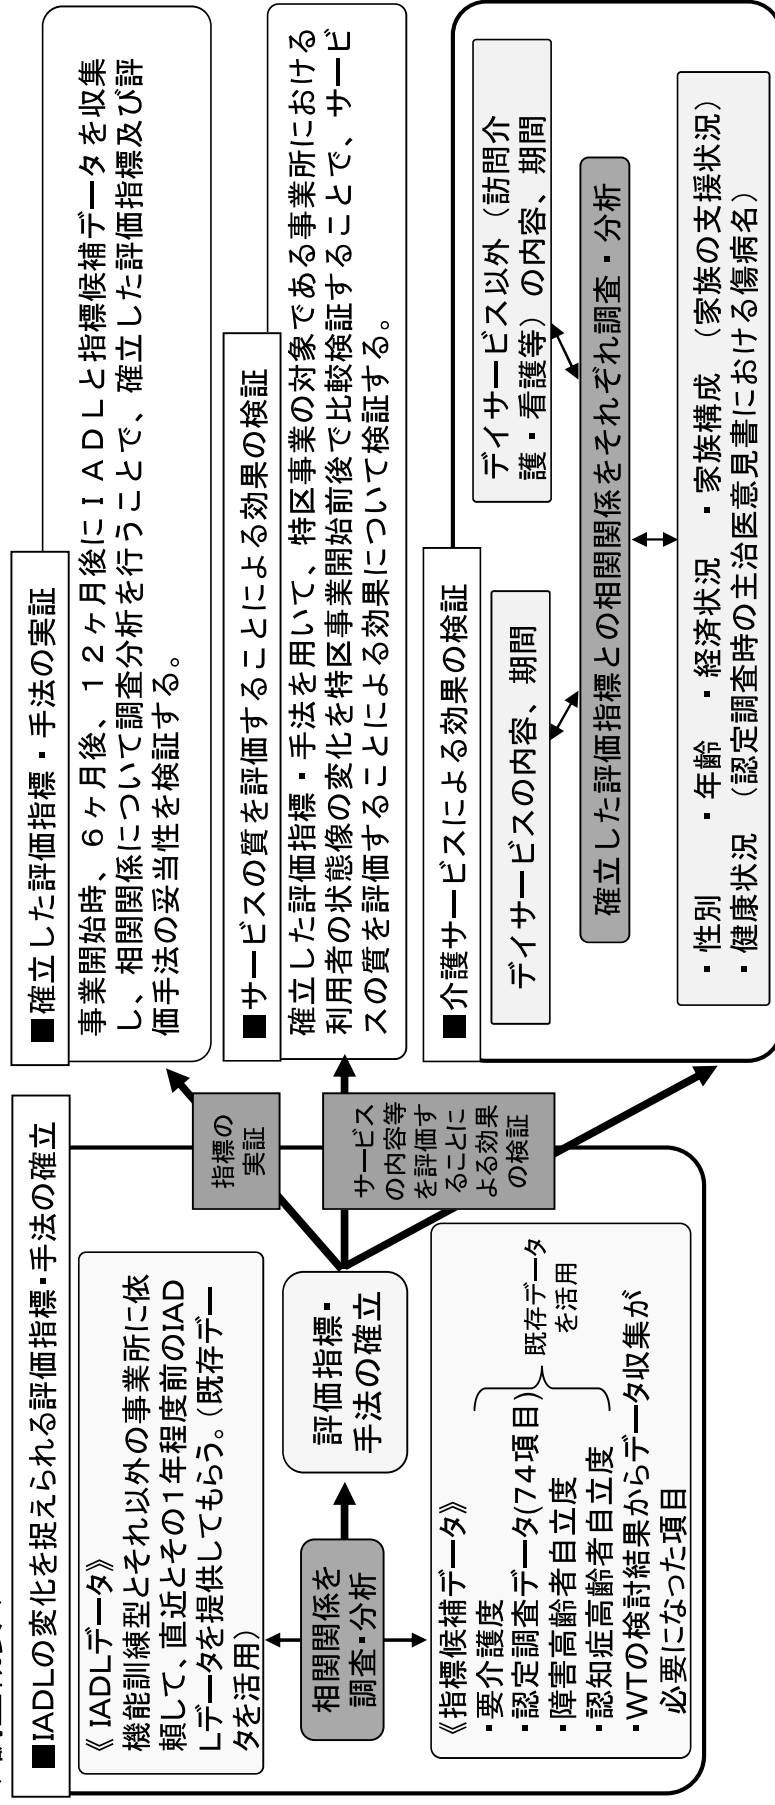 ■IADLの変化を捉えられる評価指標・手法の確立
《IADLデータ》
機能訓練型とそれ以外の事業所に依
頼して、直近とその1年程度前のIAD
Lデータを提供してもらう。(既存デー
タを活用)
相関関係を
調査・分析
評価指標・
手法の確立
《指標候補データ》
・要介護度
・認定調査データ(74項目)
・障害高齢者自立度
・認知症高齢者自立度
・WTの検討結果からデータ収集が
必要になった項目
既存データ
を活用
指標の
実証
サービス
の内容等
を評価す
ることに
よる効果
の検証
■確立した評価指標・手法の実証
事業開始時、6ヶ月後、12ヶ月後にIADLと指標候補データを収集
し、相関関係について調査分析を行うことで、確立した評価指標及び評
価手法の妥当性を検証する。
■サービスの質を評価することによる効果の検証
確立した評価指標・手法を用いて、特区事業の対象である事業所における
利用者の状態像の変化を特区事業開始前後で比較検証することで、サービ
スの質を評価することによる効果について検証する。
■介護サービスによる効果の検証
デイサービスの内容、期間
デイサービス以外(訪問介
護・看護等)の内容、期間
確立した評価指標との相関関係をそれぞれ調査・分析
・性別 ・年齢 ・経済状況 ・家族構成(家族の支援状況)
・健康状況(認定調査時の主治医意見書における傷病名)